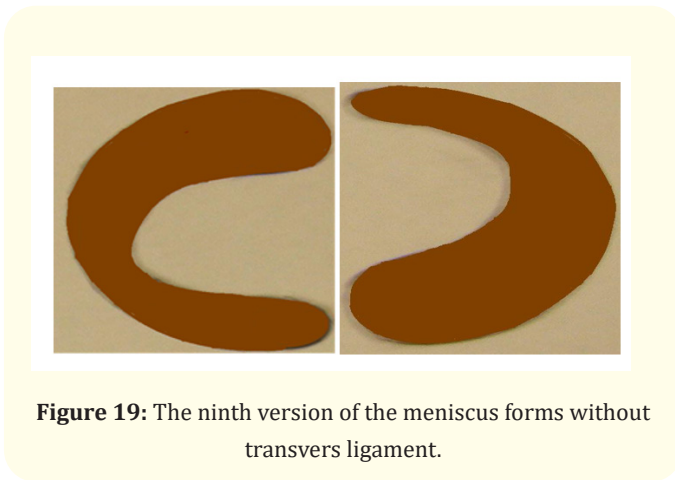 Figure 19: The ninth version of the meniscus forms without
transvers ligament.